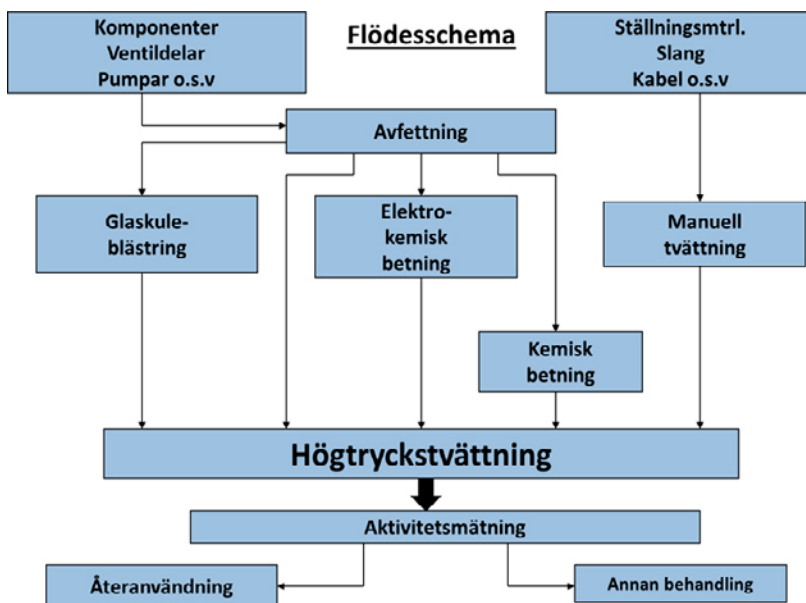 Komponenter
Ventildelar
Pumpar o.s.v
Flödesschema
Ställningsmtrl.
Slang
Kabel o.s.v
Avfettning
Glaskule-
blästring
Elektro-
kemisk
betning
Manuell
tvättning
Kemisk
betning
Högtryckstvättning
Aktivitetsmätning
Återanvändning
Annan behandling